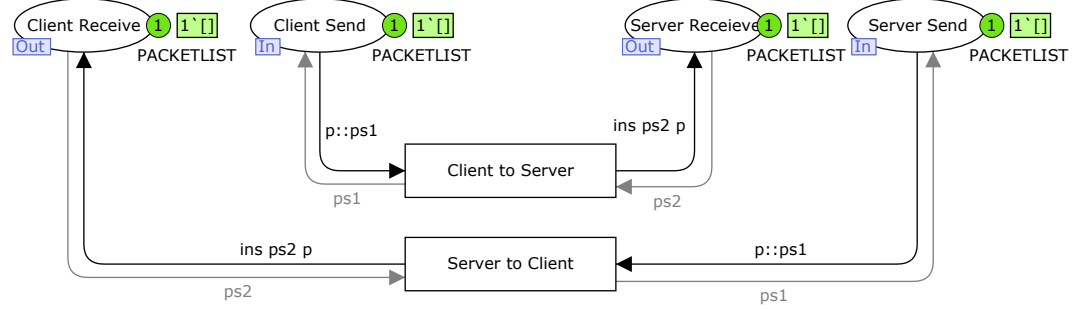 Client Receive 1 1`[]
Out
PACKETLIST
Client Send 1 1`[]
In
PACKETLIST
Server Receieve 1 1`[]
Out
PACKETLIST
Server Send 1 1`[]
In
PACKETLIST
p::ps1
ins ps2 p
Client to Server
ps1
ps2
ins ps2 p
p::ps1
Server to Client
ps2
ps1